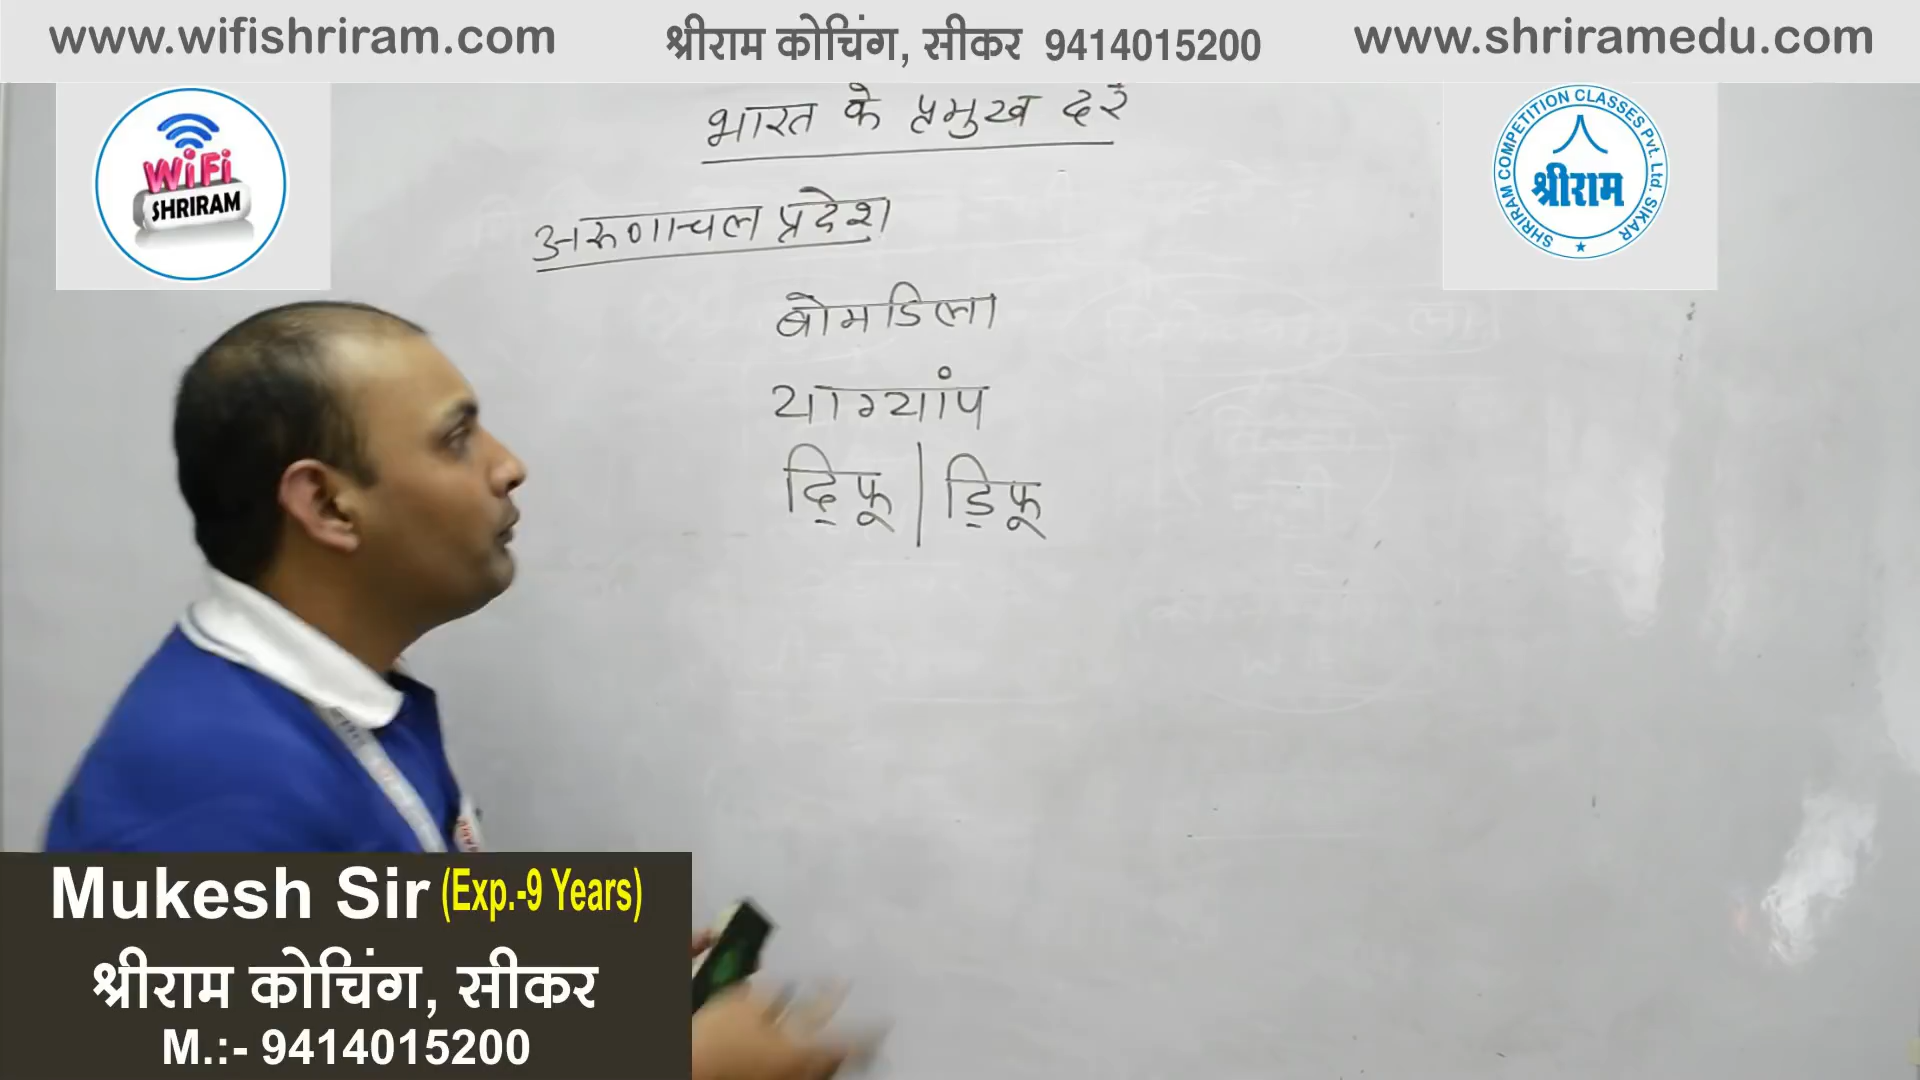 www.wifishriram.com
श्रीराम कोचिंग, सीकर 9414015200
www.shriramedu.com
WiFi
SHRIRAM
SHRIRAM COMPETITION CLASSES Pvt. Ltd. SIKAR
श्रीराम
भारत के प्रमुख दर्रे
अरुणाचल प्रदेश
बोमडिला
याग्यांप
दि्फू | डि्फू
Mukesh Sir (Exp.-9 Years)
श्रीराम कोचिंग, सीकर
M.:- 9414015200